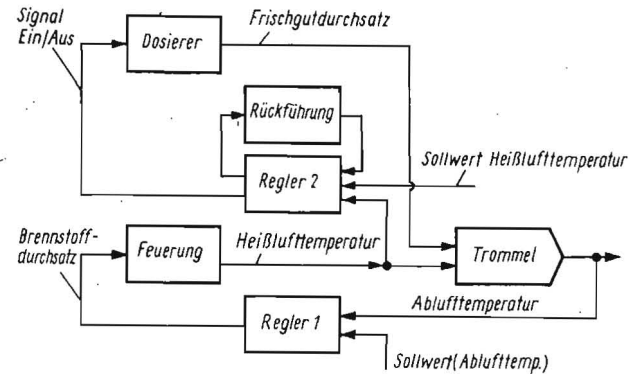 Signal
Ein/Aus
Dosierer
Frischgutdurchsatz
Rückführung
Regler 2
Sollwert Heißlufttemperatur
Brennstoff-
durchsatz
Feuerung
Heißlufttemperatur
Trommel
Ablufttemperatur
Regler 1
Sollwert (Ablufttemp.)